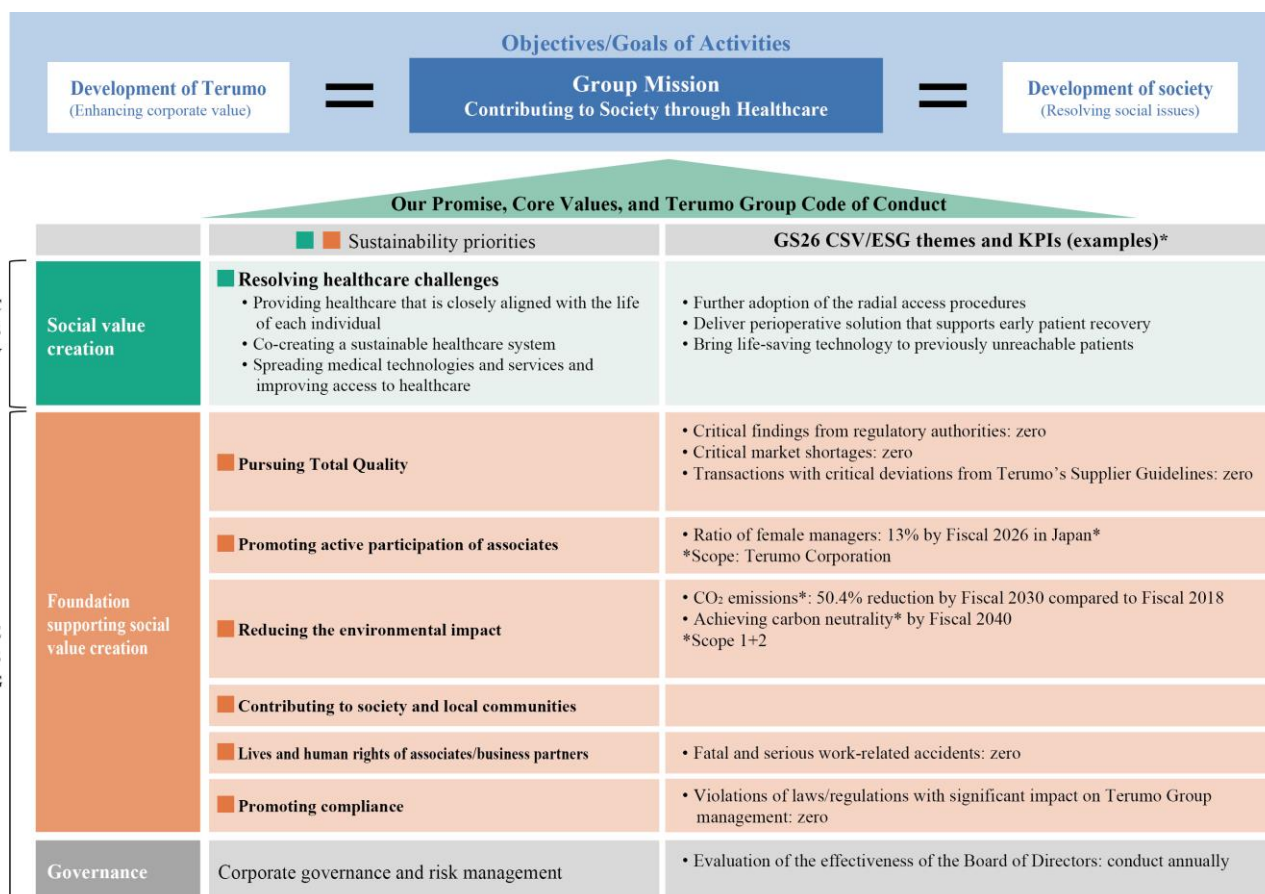 Objectives/Goals of Activities
Development of Terumo
(Enhancing corporate value)
=
Group Mission
Contributing to Society through Healthcare
=
Development of society
(Resolving social issues)
Our Promise, Core Values, and Terumo Group Code of Conduct
Sustainability priorities
GS26 CSV/ESG themes and KPIs (examples)*
Social value
creation
Resolving healthcare challenges
• Providing healthcare that is closely aligned with the life
of each individual
• Co-creating a sustainable healthcare system
• Spreading medical technologies and services and
improving access to healthcare
• Further adoption of the radial access procedures
• Deliver perioperative solution that supports early patient recovery
• Bring life-saving technology to previously unreachable patients
Foundation
supporting social
value creation
Pursuing Total Quality
• Critical findings from regulatory authorities: zero
• Critical market shortages: zero
• Transactions with critical deviations from Terumo's Supplier Guidelines: zero
Promoting active participation of associates
• Ratio of female managers: 13% by Fiscal 2026 in Japan*
*Scope: Terumo Corporation
Reducing the environmental impact
• CO₂ emissions*: 50.4% reduction by Fiscal 2030 compared to Fiscal 2018
• Achieving carbon neutrality* by Fiscal 2040
*Scope 1+2
Contributing to society and local communities
Lives and human rights of associates/business partners
• Fatal and serious work-related accidents: zero
Promoting compliance
• Violations of laws/regulations with significant impact on Terumo Group
management: zero
Governance
Corporate governance and risk management
• Evaluation of the effectiveness of the Board of Directors: conduct annually